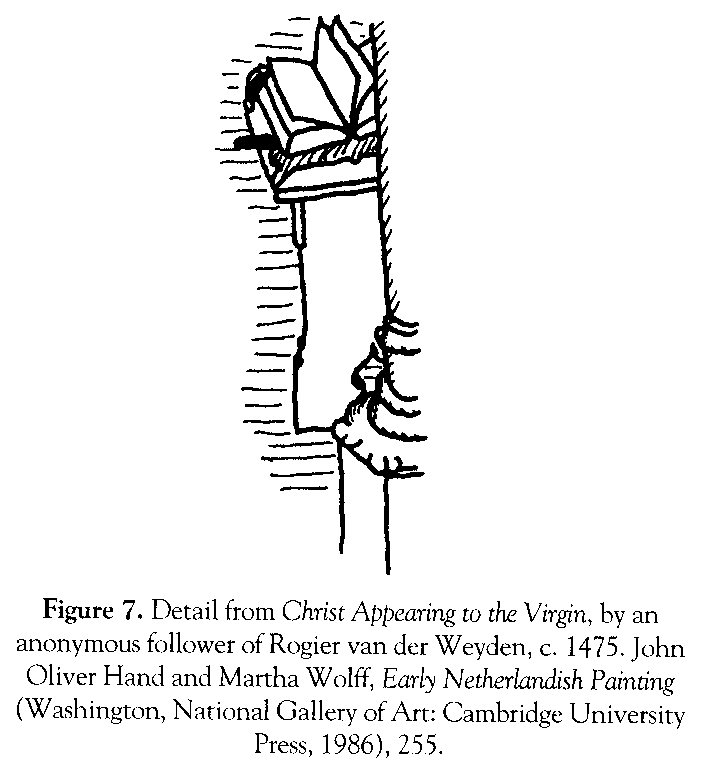 Figure 7. Detail from Christ Appearing to the Virgin, by an
anonymous follower of Rogier van der Weyden, c. 1475. John
Oliver Hand and Martha Wolff, Early Netherlandish Painting
(Washington, National Gallery of Art: Cambridge University
Press, 1986), 255.